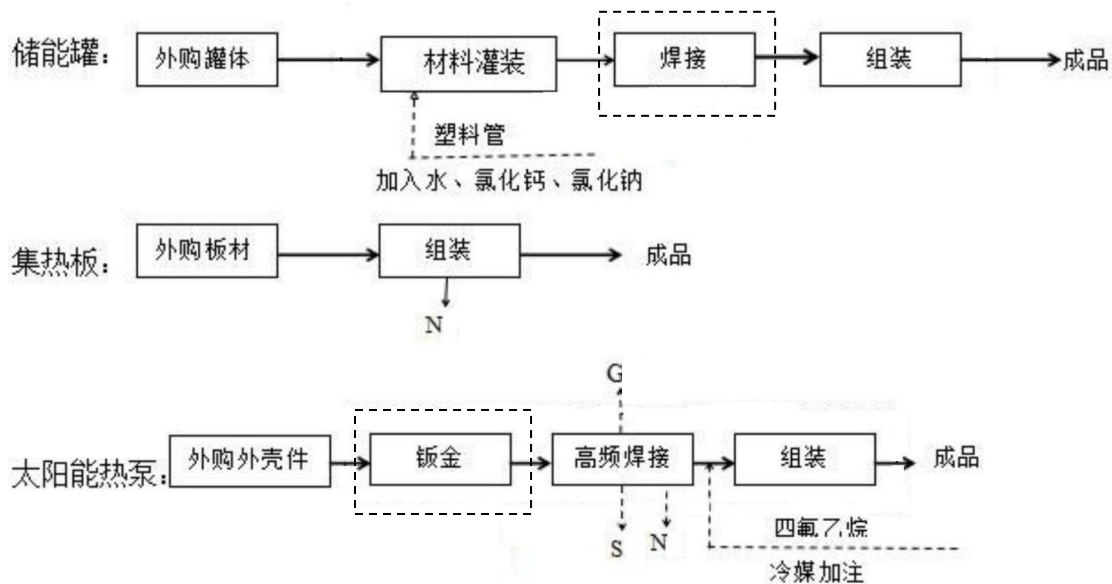 储能罐： 外购罐体 材料灌装 焊接 组装 成品
塑料管
加入水、氯化钙、氯化钠
集热板： 外购板材 组装 成品
N
G
太阳能热泵： 外购外壳件 钣金 高频焊接 组装 成品
四氟乙烷
S N
冷媒加注